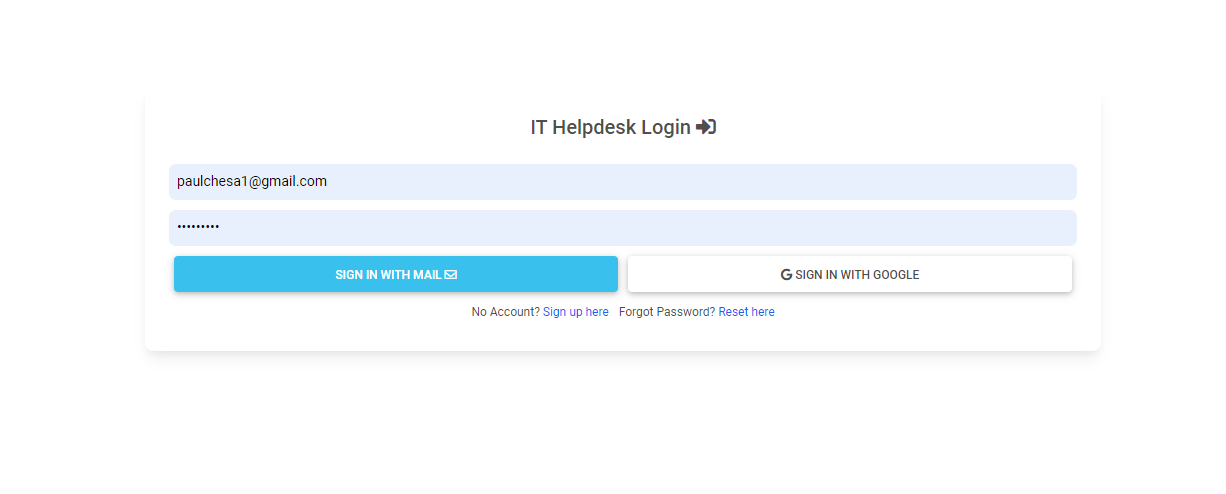 IT Helpdesk Login
paulchesa1@gmail.com
•••••••••
SIGN IN WITH MAIL
G SIGN IN WITH GOOGLE
No Account? Sign up here Forgot Password? Reset here